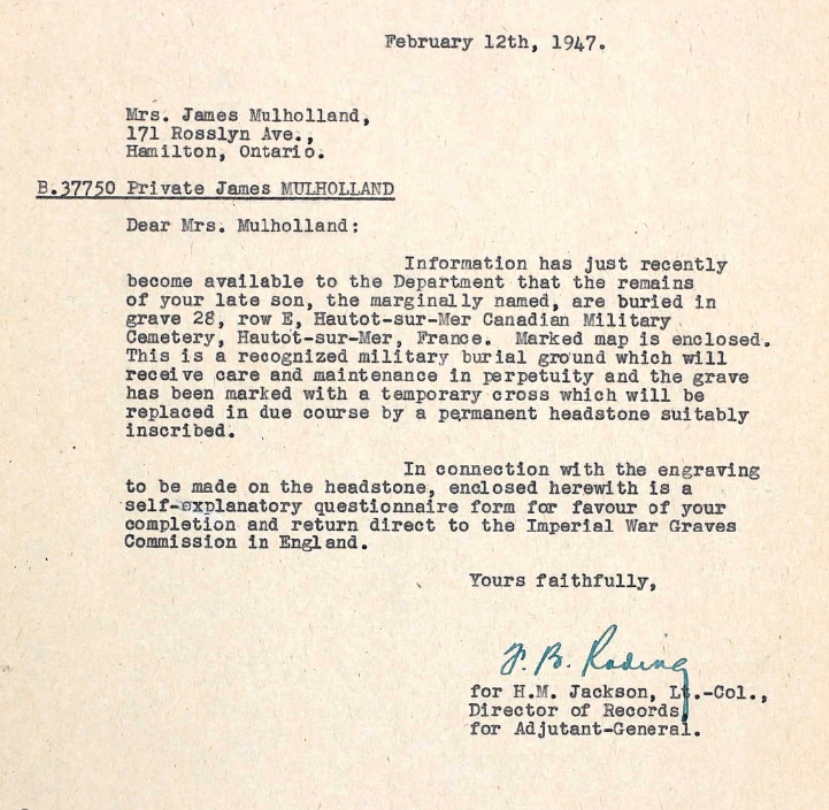 February 12th, 1947.
Mrs. James Mulholland,
171 Rosslyn Ave.,
Hamilton, Ontario.
B.37750 Private James MULHOLLAND
Dear Mrs. Mulholland:
Information has just recently
become available to the Department that the remains
of your late son, the marginally named, are buried in
grave 28, row E, Hautot-sur-Mer Canadian Military
Cemetery, Hautot-sur-Mer, France. Marked map is enclosed.
This is a recognized military burial ground which will
receive care and maintenance in perpetuity and the grave
has been marked with a temporary cross which will be
replaced in due course by a permanent headstone suitably
inscribed.
In connection with the engraving
to be made on the headstone, enclosed herewith is a
self-explanatory questionnaire form for favour of your
completion and return direct to the Imperial War Graves
Commission in England.
Yours faithfully,
for H.M. Jackson, Lt.-Col.,
Director of Records,
for Adjutant-General.